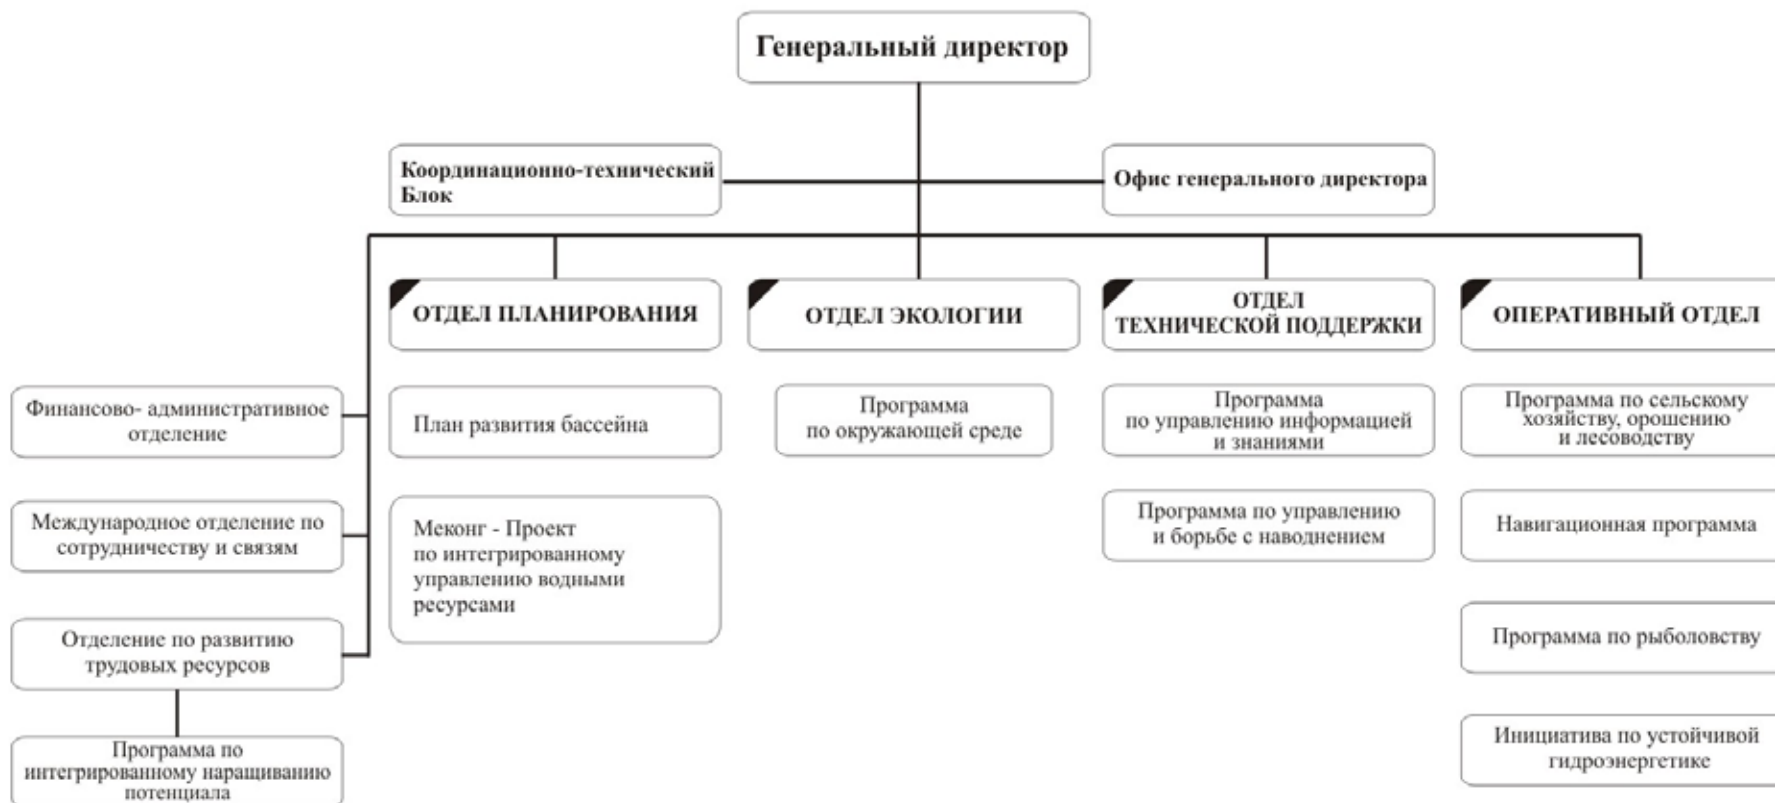 Генеральный директор
Координационно-технический
Блок
Офис генерального директора
ОТДЕЛ ПЛАНИРОВАНИЯ
ОТДЕЛ ЭКОЛОГИИ
ОТДЕЛ
ТЕХНИЧЕСКОЙ ПОДДЕРЖКИ
ОПЕРАТИВНЫЙ ОТДЕЛ
Финансово- административное
отделение
План развития бассейна
Программа
по окружающей среде
Программа
по управлению информацией
и знаниями
Программа по сельскому
хозяйству, орошению
и лесоводству
Международное отделение по
сотрудничеству и связям
Меконг - Проект
по интегрированному
управлению водными
ресурсами
Программа по управлению
и борьбе с наводнением
Навигационная программа
Отделение по развитию
трудовых ресурсов
Программа по рыболовству
Программа по
интегрированному наращиванию
потенциала
Инициатива по устойчивой
гидроэнергетике